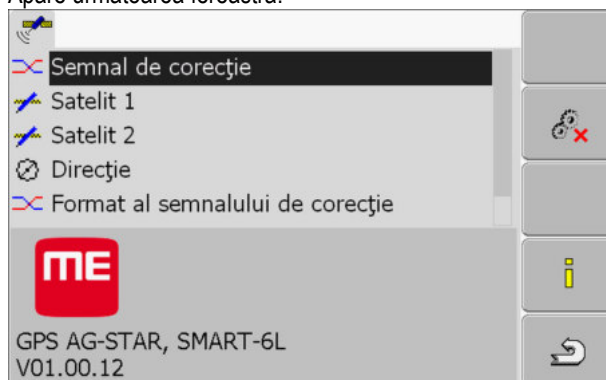 Apare următoarea fereastră:
Semnal de corecţie
Satelit 1
Satelit 2
Direcţie
Format al semnalului de corecţie
ME
GPS AG-STAR, SMART-6L
V01.00.12
i